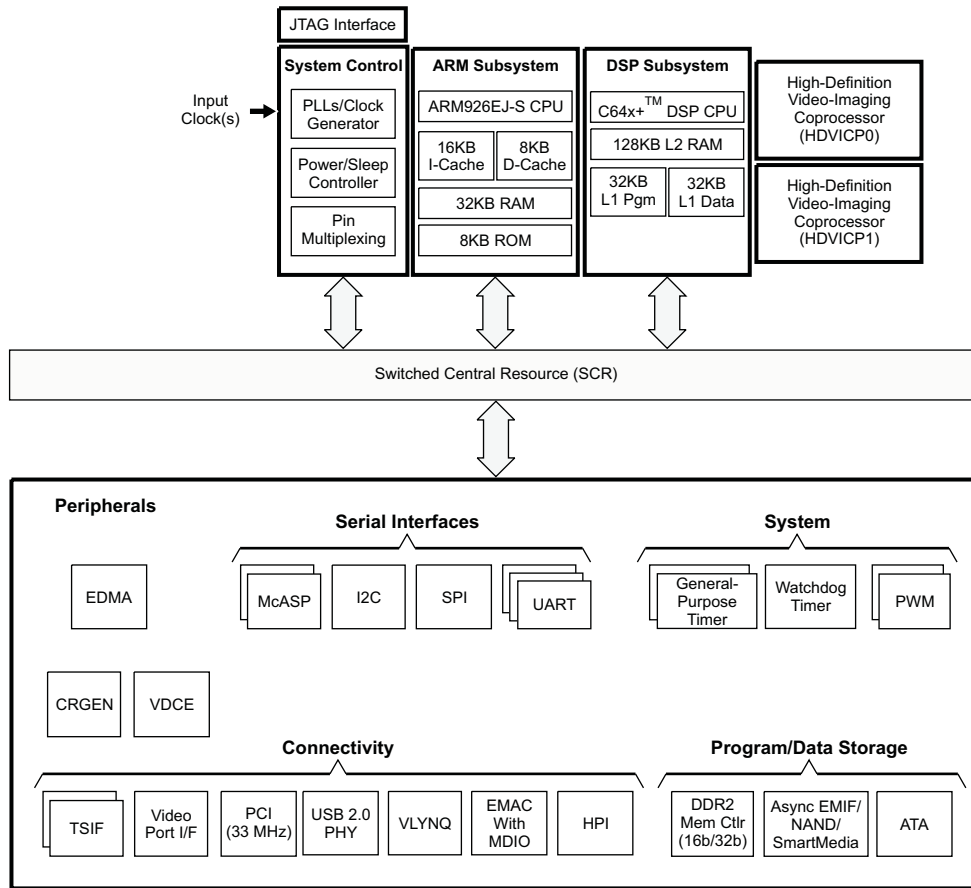 JTAG Interface
System Control
Input
Clock(s)
PLLs/Clock
Generator
Power/Sleep
Controller
Pin
Multiplexing
ARM Subsystem
ARM926EJ-S CPU
16KB
I-Cache
8KB
D-Cache
32KB RAM
8KB ROM
DSP Subsystem
C64x+™ DSP CPU
128KB L2 RAM
32KB
L1 Pgm
32KB
L1 Data
High-Definition
Video-Imaging
Coprocessor
(HDVICP0)
High-Definition
Video-Imaging
Coprocessor
(HDVICP1)
Switched Central Resource (SCR)
Peripherals
EDMA
Serial Interfaces
McASP
I2C
SPI
UART
System
General-
Purpose
Timer
Watchdog
Timer
PWM
CRGEN
VDCE
Connectivity
TSIF
Video
Port I/F
PCI
(33 MHz)
USB 2.0
PHY
VLYNQ
EMAC
With
MDIO
HPI
Program/Data Storage
DDR2
Mem Ctlr
(16b/32b)
Async EMIF/
NAND/
SmartMedia
ATA